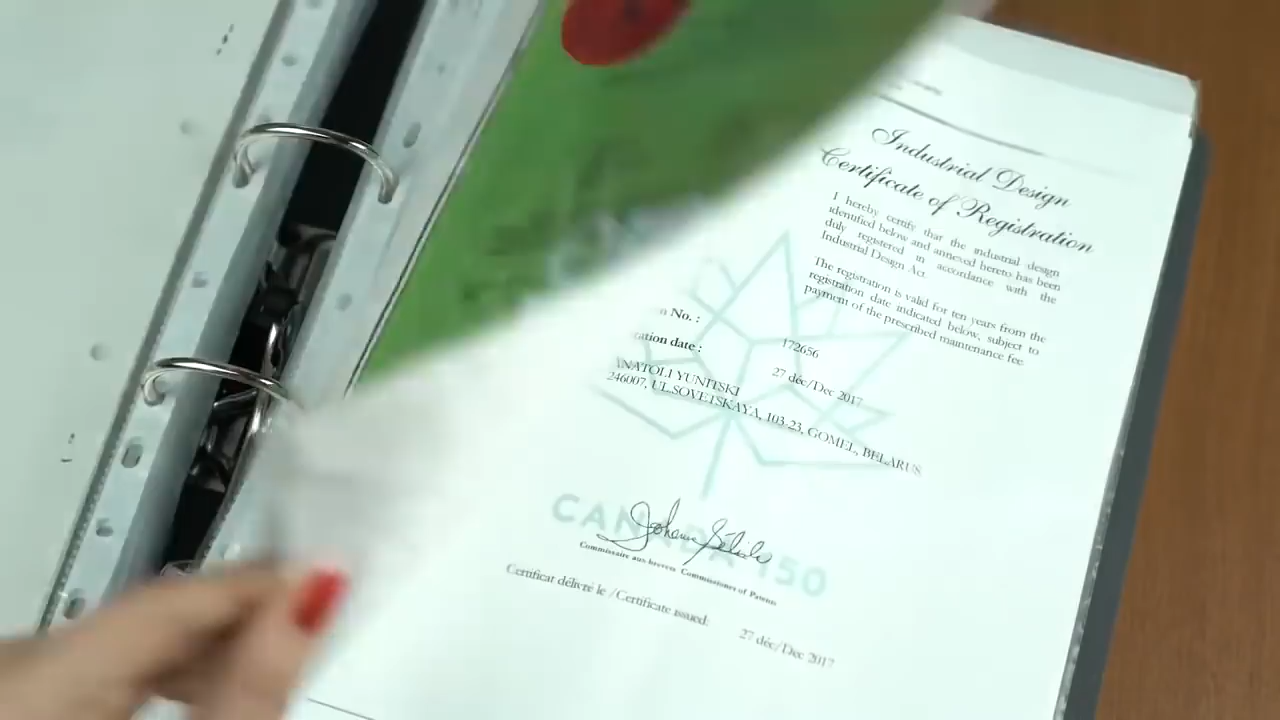 Industrial Design
Certificate of Registration
I hereby certify that the industrial design
identified below and annexed hereto has been
duly registered in accordance with the
Industrial Design Act.
The registration is valid for ten years from the
registration date indicated below, subject to
payment of the prescribed maintenance fee.
No. :
172656
ation date :
27 déc/Dec 2017
ANATOLI YUNITSKI
246007, UL.SOVETSKAYA, 103-23, GOMEL, BELARUS
CANADA 150
Commissaire aux brevets Commissioner of Patents
Certificat délivré le /Certificate issued:
27 déc/Dec 2017